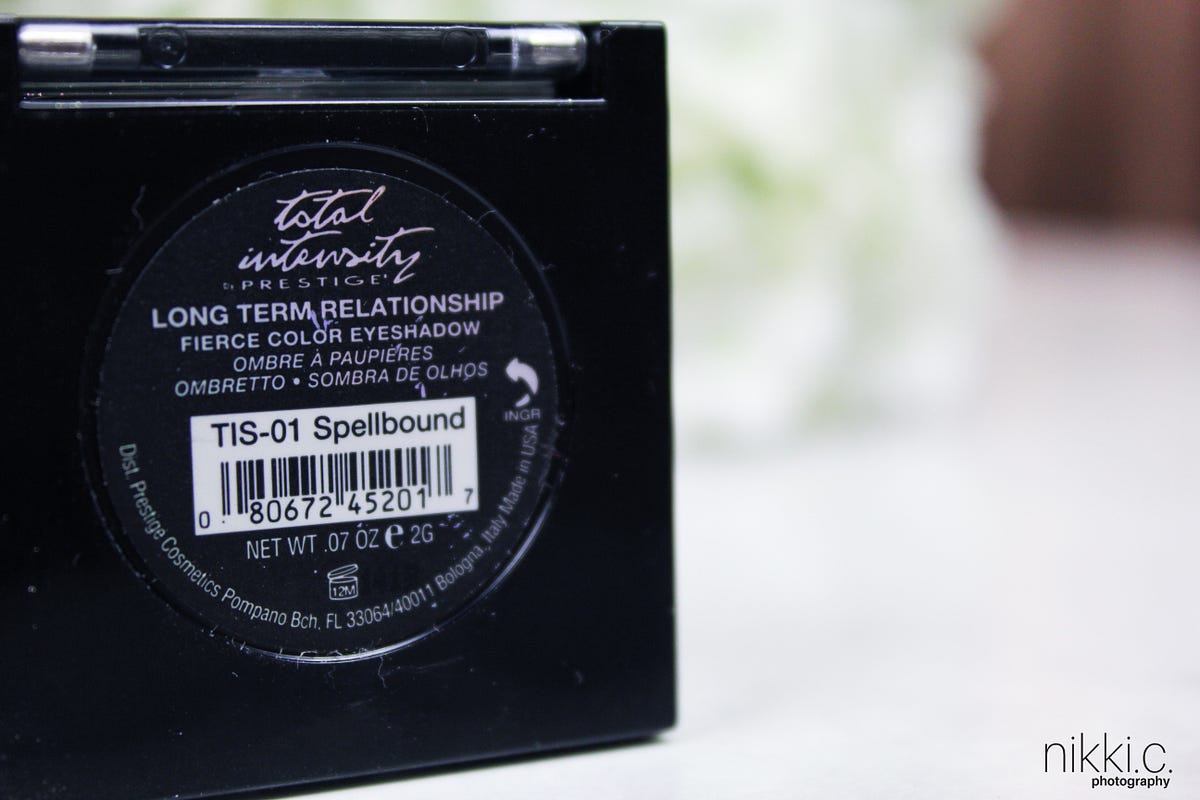 total
intensity
by PRESTIGE
LONG TERM RELATIONSHIP
FIERCE COLOR EYESHADOW
OMBRE À PAUPIÈRES
OMBRETTO • SOMBRA DE OLHOS
INGR
TIS-01 Spellbound
0 80672 45201 7
NET WT .07 OZ e 2G
12M
Dist. Prestige Cosmetics Pompano Bch, FL 33064/40011 Bologna, Italy Made in USA
nikki.c.
photography